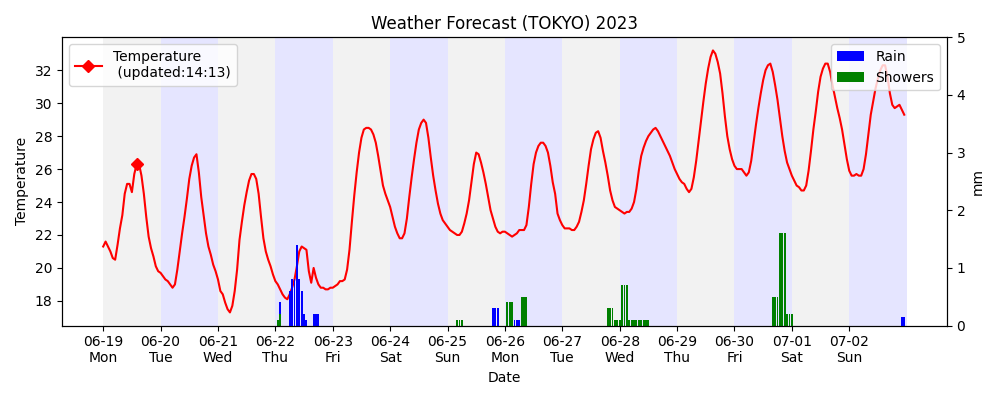 Weather Forecast (TOKYO) 2023
Temperature
(updated:14:13)
Rain
Showers
Temperature
32
30
28
26
24
22
20
18
5
4
3
2
1
0
mm
06-19 06-20 06-21 06-22 06-23 06-24 06-25 06-26 06-27 06-28 06-29 06-30 07-01 07-02
Mon Tue Wed Thu Fri Sat Sun Mon Tue Wed Thu Fri Sat Sun
Date